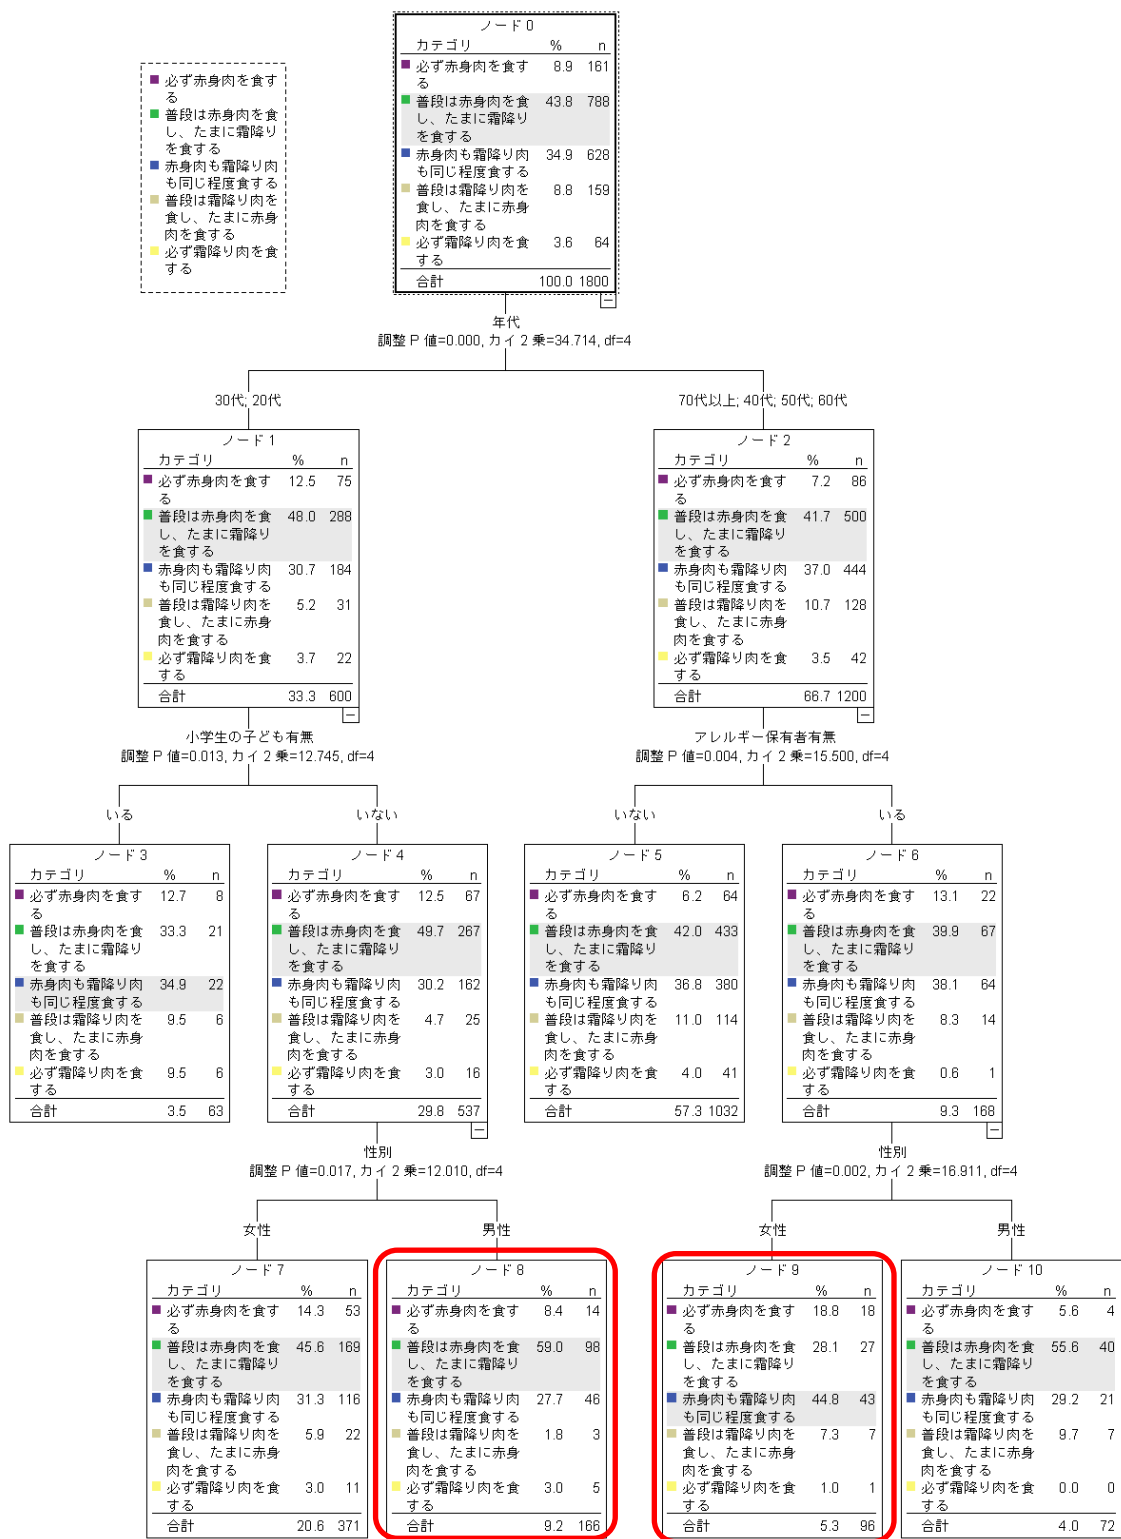 ノード 0
カテゴリ % n
必ず赤身肉を食す 8.9 161
る
普段は赤身肉を食 43.8 788
し、たまに霜降り
を食する
赤身肉も霜降り肉 34.9 628
も同じ程度食する
普段は霜降り肉を 8.8 159
食し、たまに赤身
肉を食する
必ず霜降り肉を食 3.6 64
する
合計 100.0 1800
必ず赤身肉を食す
る
普段は赤身肉を食
し、たまに霜降り
を食する
赤身肉も霜降り肉
も同じ程度食する
普段は霜降り肉を
食し、たまに赤身
肉を食する
必ず霜降り肉を食
する
年代
調整 P 値=0.000, カイ 2 乗=34.714, df=4
30代; 20代
70代以上; 40代; 50代; 60代
ノード 1
カテゴリ % n
必ず赤身肉を食す 12.5 75
る
普段は赤身肉を食 48.0 288
し、たまに霜降り
を食する
赤身肉も霜降り肉 30.7 184
も同じ程度食する
普段は霜降り肉を 5.2 31
食し、たまに赤身
肉を食する
必ず霜降り肉を食 3.7 22
する
合計 33.3 600
ノード 2
カテゴリ % n
必ず赤身肉を食す 7.2 86
る
普段は赤身肉を食 41.7 500
し、たまに霜降り
を食する
赤身肉も霜降り肉 37.0 444
も同じ程度食する
普段は霜降り肉を 10.7 128
食し、たまに赤身
肉を食する
必ず霜降り肉を食 3.5 42
する
合計 66.7 1200
小学生の子ども有無
調整 P 値=0.013, カイ 2 乗=12.745, df=4
アレルギー保有者有無
調整 P 値=0.004, カイ 2 乗=15.500, df=4
いる
いない
いない
いる
ノード 3
カテゴリ % n
必ず赤身肉を食す 12.7 8
る
普段は赤身肉を食 33.3 21
し、たまに霜降り
を食する
赤身肉も霜降り肉 34.9 22
も同じ程度食する
普段は霜降り肉を 9.5 6
食し、たまに赤身
肉を食する
必ず霜降り肉を食 9.5 6
する
合計 3.5 63
ノード 4
カテゴリ % n
必ず赤身肉を食す 12.5 67
る
普段は赤身肉を食 49.7 267
し、たまに霜降り
を食する
赤身肉も霜降り肉 30.2 162
も同じ程度食する
普段は霜降り肉を 4.7 25
食し、たまに赤身
肉を食する
必ず霜降り肉を食 3.0 16
する
合計 29.8 537
ノード 5
カテゴリ % n
必ず赤身肉を食す 6.2 64
る
普段は赤身肉を食 42.0 433
し、たまに霜降り
を食する
赤身肉も霜降り肉 36.8 380
も同じ程度食する
普段は霜降り肉を 11.0 114
食し、たまに赤身
肉を食する
必ず霜降り肉を食 4.0 41
する
合計 57.3 1032
ノード 6
カテゴリ % n
必ず赤身肉を食す 13.1 22
る
普段は赤身肉を食 39.9 67
し、たまに霜降り
を食する
赤身肉も霜降り肉 38.1 64
も同じ程度食する
普段は霜降り肉を 8.3 14
食し、たまに赤身
肉を食する
必ず霜降り肉を食 0.6 1
する
合計 9.3 168
性別
調整 P 値=0.017, カイ 2 乗=12.010, df=4
性別
調整 P 値=0.002, カイ 2 乗=16.911, df=4
女性
男性
女性
男性
ノード 7
カテゴリ % n
必ず赤身肉を食す 14.3 53
る
普段は赤身肉を食 45.6 169
し、たまに霜降り
を食する
赤身肉も霜降り肉 31.3 116
も同じ程度食する
普段は霜降り肉を 5.9 22
食し、たまに赤身
肉を食する
必ず霜降り肉を食 3.0 11
する
合計 20.6 371
ノード 8
カテゴリ % n
必ず赤身肉を食す 8.4 14
る
普段は赤身肉を食 59.0 98
し、たまに霜降り
を食する
赤身肉も霜降り肉 27.7 46
も同じ程度食する
普段は霜降り肉を 1.8 3
食し、たまに赤身
肉を食する
必ず霜降り肉を食 3.0 5
する
合計 9.2 166
ノード 9
カテゴリ % n
必ず赤身肉を食す 18.8 18
る
普段は赤身肉を食 28.1 27
し、たまに霜降り
を食する
赤身肉も霜降り肉 44.8 43
も同じ程度食する
普段は霜降り肉を 7.3 7
食し、たまに赤身
肉を食する
必ず霜降り肉を食 1.0 1
する
合計 5.3 96
ノード 10
カテゴリ % n
必ず赤身肉を食す 5.6 4
る
普段は赤身肉を食 55.6 40
し、たまに霜降り
を食する
赤身肉も霜降り肉 29.2 21
も同じ程度食する
普段は霜降り肉を 9.7 7
食し、たまに赤身
肉を食する
必ず霜降り肉を食 0.0 0
する
合計 4.0 72